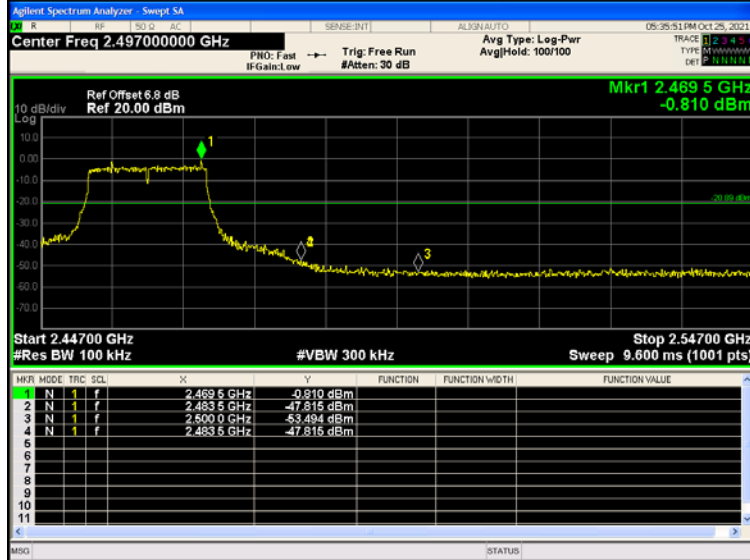 Agilent Spectrum Analyzer - Swept SA
R RF 50 Ω AC SENSE:INT ALIGNAUTO 05:35:51 PM Oct 25, 2021
Center Freq 2.497000000 GHz
PNO: Fast
IFGain:Low
Trig: Free Run
#Atten: 30 dB
Avg Type: Log-Pwr
Avg|Hold: 100/100
TRACE 1 2 3 4 5
TYPE MWWWWW
DET P N N N N
Mkr1 2.469 5 GHz
-0.810 dBm
Ref Offset 6.8 dB
10 dB/div Ref 20.00 dBm
Log
10.0
0.00
-10.0
-20.0
-30.0
-40.0
-50.0
-60.0
-70.0
1
3
Start 2.44700 GHz Stop 2.54700 GHz
#Res BW 100 kHz #VBW 300 kHz Sweep 9.600 ms (1001 pts)
MKR MODE TRC SCL X Y FUNCTION FUNCTION WIDTH FUNCTION VALUE
1 N 1 f 2.469 5 GHz -0.810 dBm
2 N 1 f 2.483 5 GHz -47.815 dBm
3 N 1 f 2.500 0 GHz -53.494 dBm
4 N 1 f 2.483 5 GHz -47.815 dBm
5
6
7
8
9
10
11
MSG STATUS